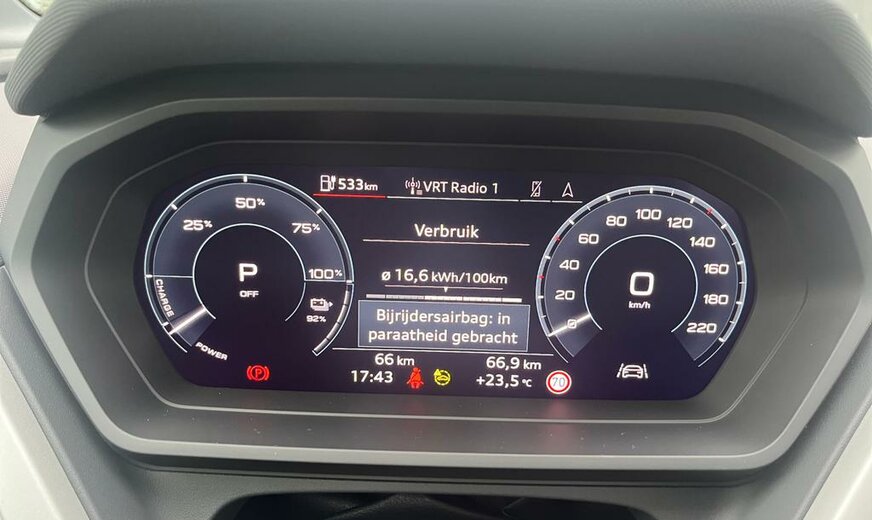 533km
VRT Radio 1
Verbruik
ø 16,6 kWh/100km
Bijrijdersairbag: in
paraatheid gebracht
66 km
66,9 km
17:43
+23,5 °C
70
25%
50%
75%
100%
P
OFF
CHARGE
POWER
92%
(P)
0
20
40
60
80
100
120
140
160
180
200
220
0
km/h